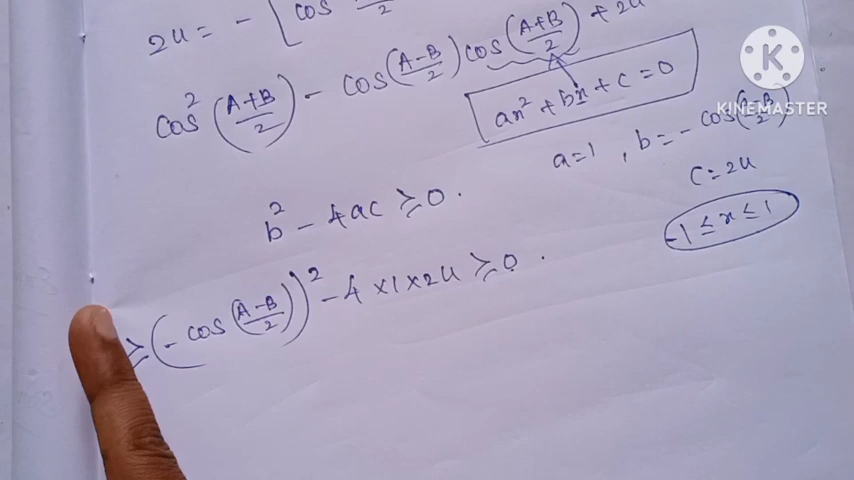 2u = - [ cos
cos² (A+B/2) - cos(A-B/2) cos(A+B/2) + 2u
ax² + bx + c = 0
a=1 , b = - cos(A-B/2)
c = 2u
-1 ≤ x ≤ 1
b² - 4ac ≥ 0.
≥ (- cos(A-B/2))² - 4×1×2u ≥ 0.
KINEMASTER